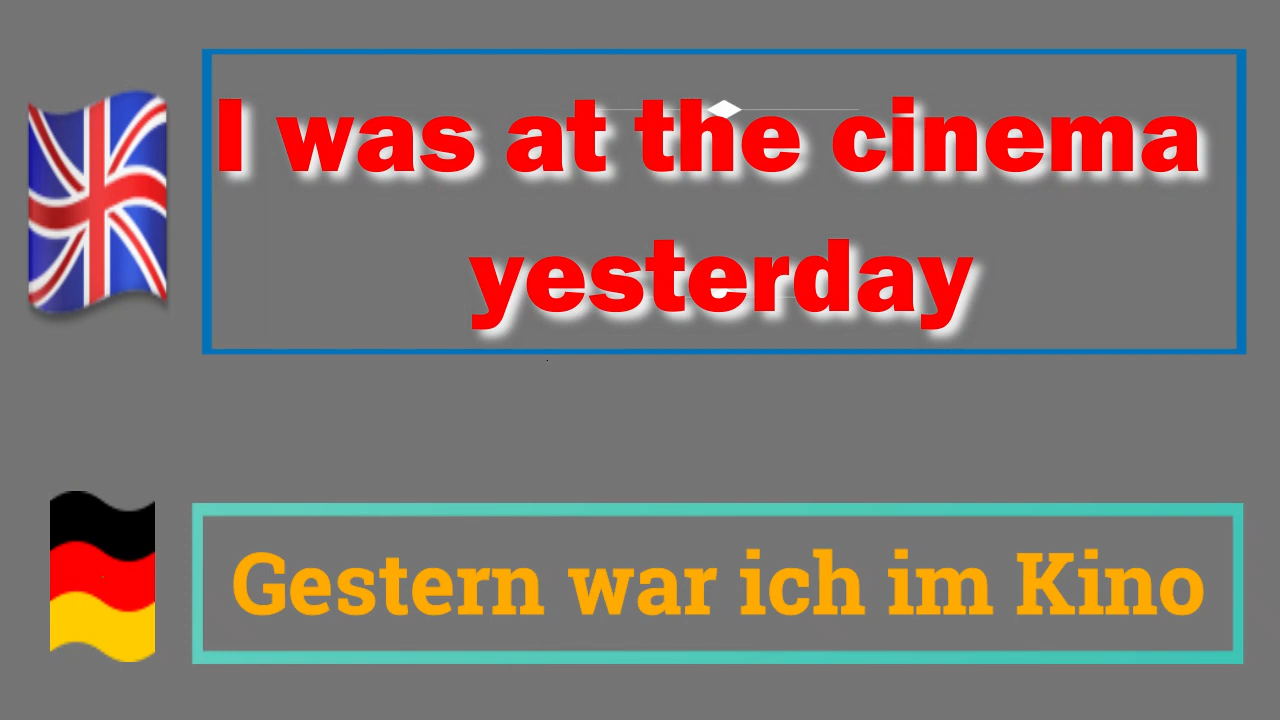 I was at the cinema
yesterday
Gestern war ich im Kino